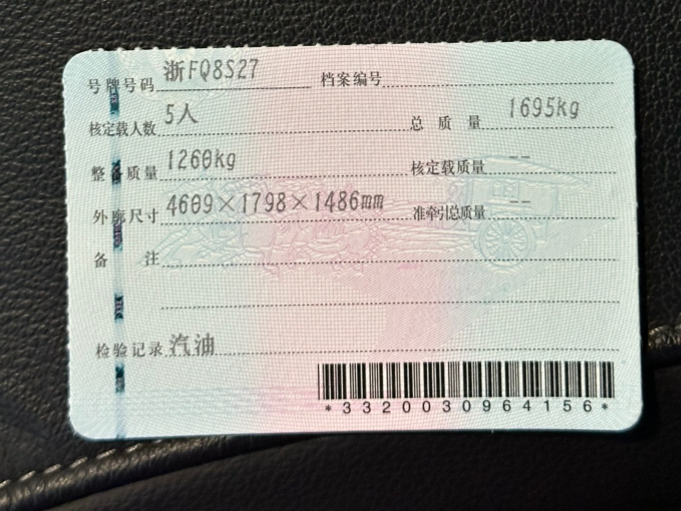 号牌号码 浙FQ8S27 档案编号
核定载人数 5人 总质量 1695kg
整备质量 1260kg 核定载质量 --
外廓尺寸 4609×1798×1486mm 准牵引总质量 --
备注
检验记录 汽油
*3320030964156*